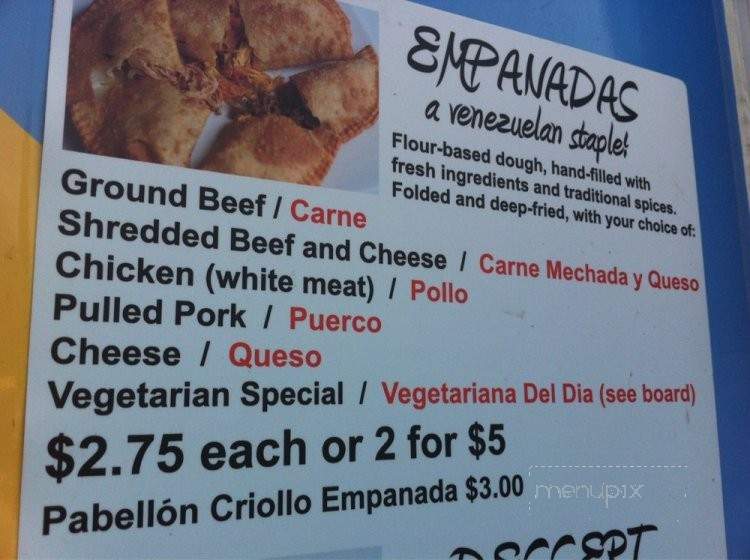 EMPANADAS
a venezuelan staple!
Flour-based dough, hand-filled with
fresh ingredients and traditional spices.
Folded and deep-fried, with your choice of:
Ground Beef / Carne
Shredded Beef and Cheese / Carne Mechada y Queso
Chicken (white meat) / Pollo
Pulled Pork / Puerco
Cheese / Queso
Vegetarian Special / Vegetariana Del Dia (see board)
$2.75 each or 2 for $5
Pabellón Criollo Empanada $3.00
menupix